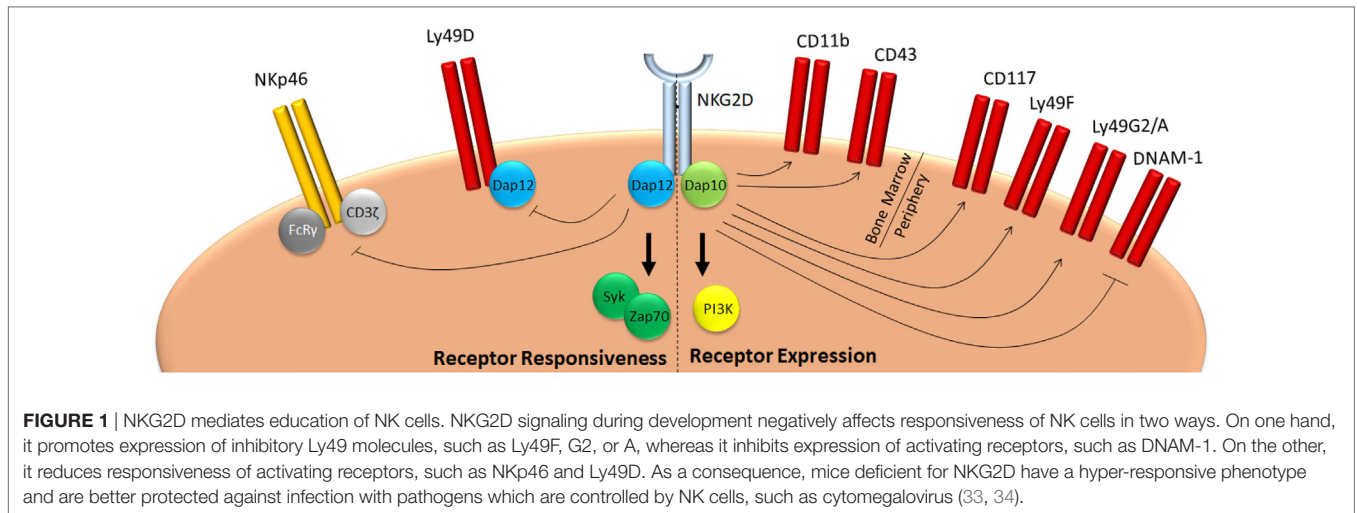 Ly49D
NKp46
NKG2D
CD11b
CD43
CD117
Ly49F
Ly49G2/A
DNAM-1
Bone Marrow
Periphery
Dap12
Dap12
Dap10
FcRγ
CD3ζ
Syk
Zap70
PI3K
Receptor Responsiveness
Receptor Expression
FIGURE 1 | NKG2D mediates education of NK cells. NKG2D signaling during development negatively affects responsiveness of NK cells in two ways. On one hand,
it promotes expression of inhibitory Ly49 molecules, such as Ly49F, G2, or A, whereas it inhibits expression of activating receptors, such as DNAM-1. On the other,
it reduces responsiveness of activating receptors, such as NKp46 and Ly49D. As a consequence, mice deficient for NKG2D have a hyper-responsive phenotype
and are better protected against infection with pathogens which are controlled by NK cells, such as cytomegalovirus (33, 34).